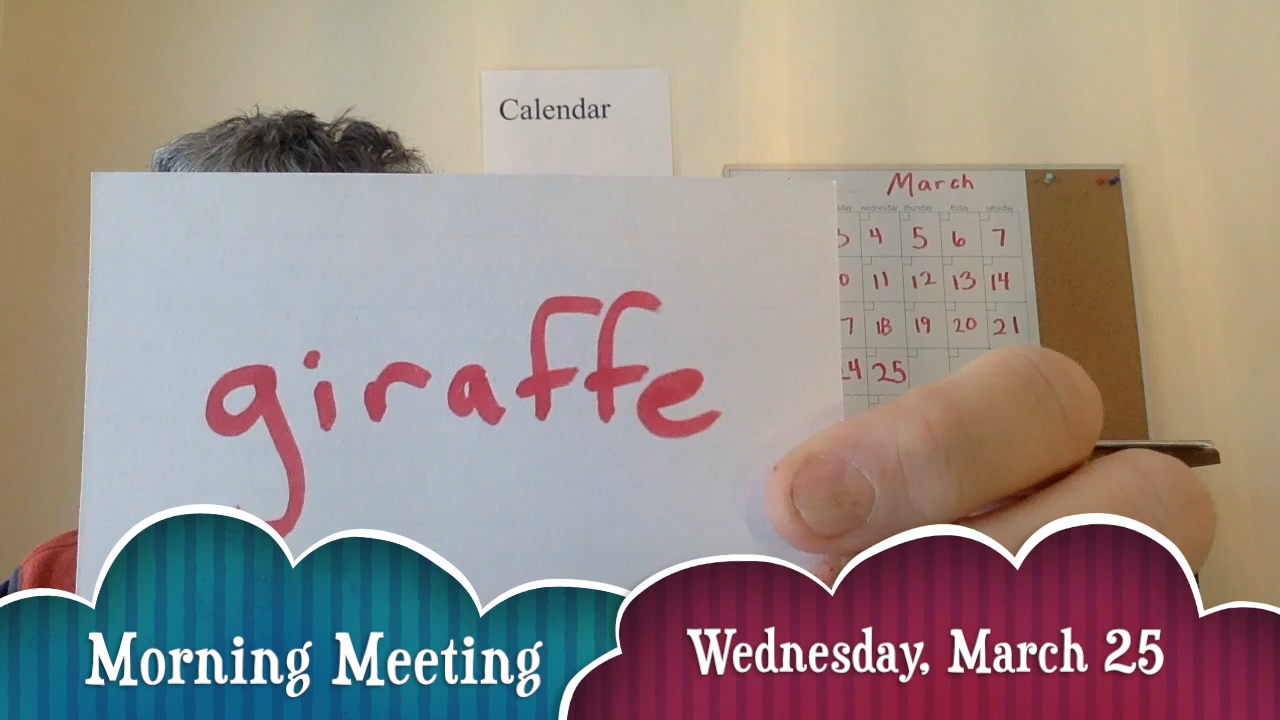 Calendar
March
wednesday thursday friday saturday
4 5 6 7
11 12 13 14
18 19 20 21
25
giraffe
Morning Meeting
Wednesday, March 25